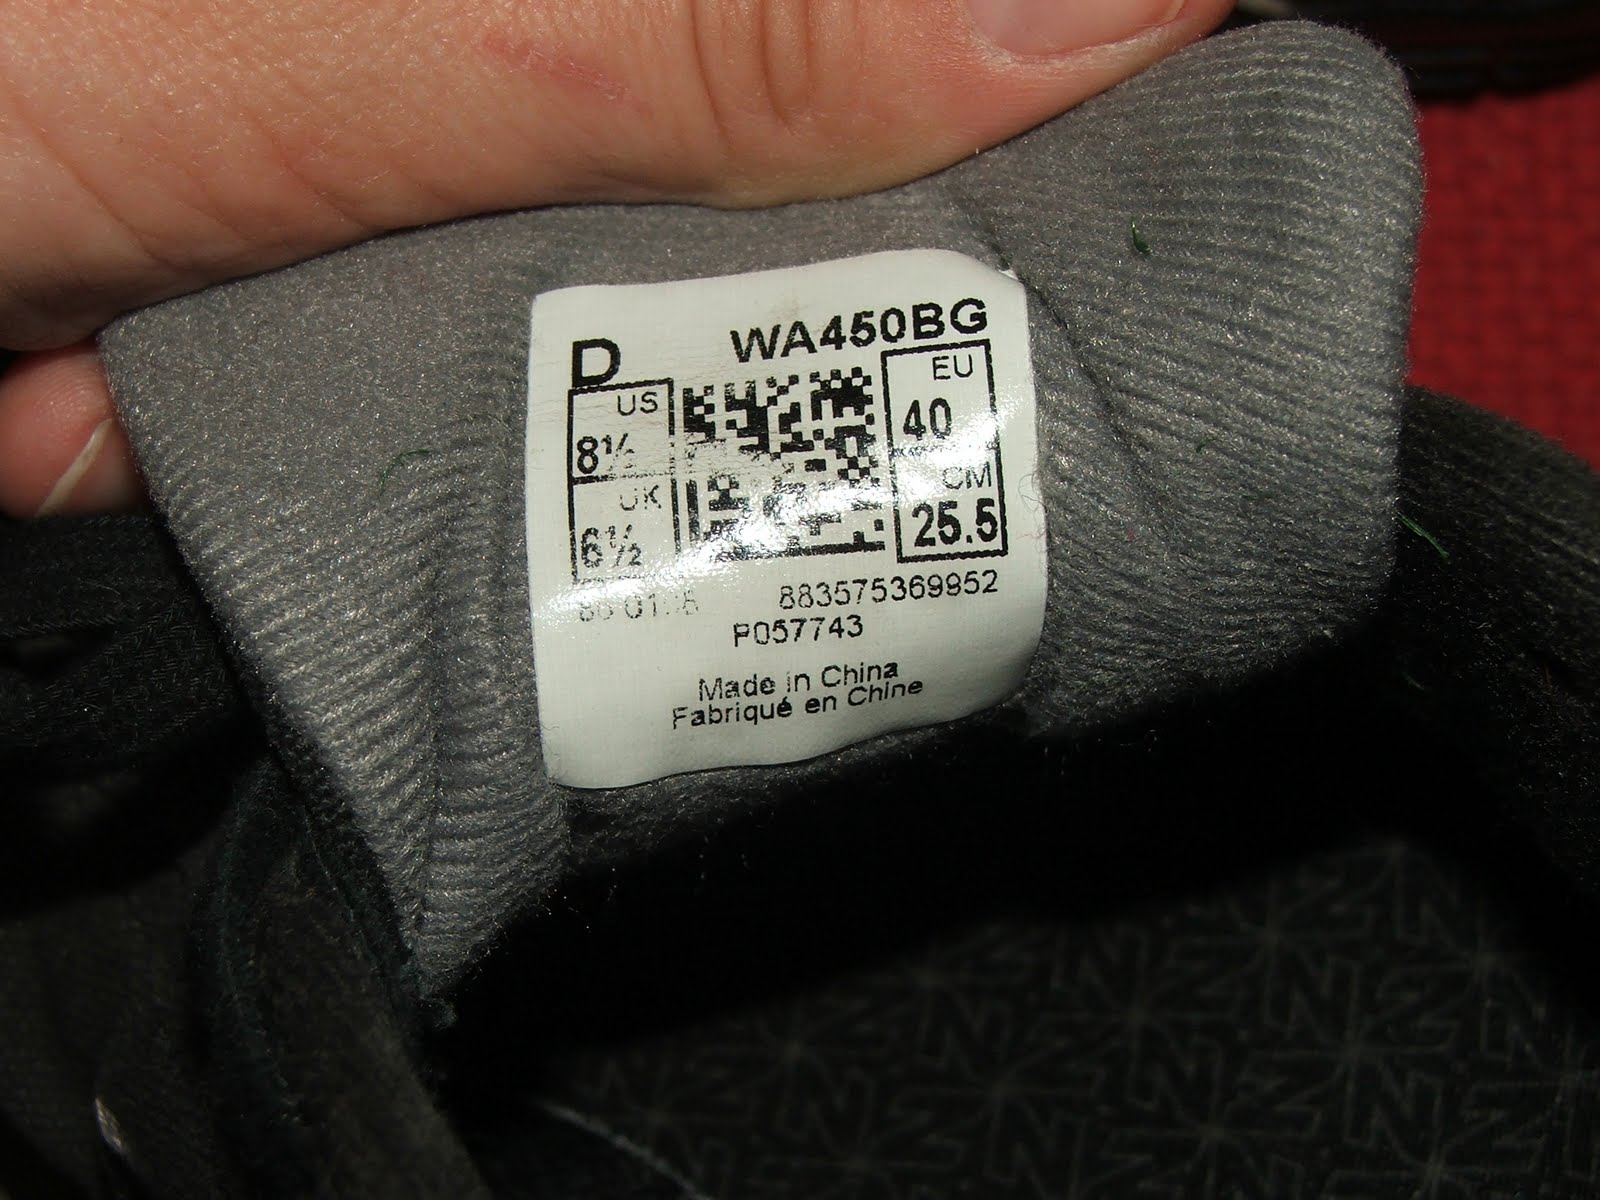 D WA450BG
US EU
8½ 40
UK CM
6½ 25.5
883575369952
P057743
Made in China
Fabriqué en Chine